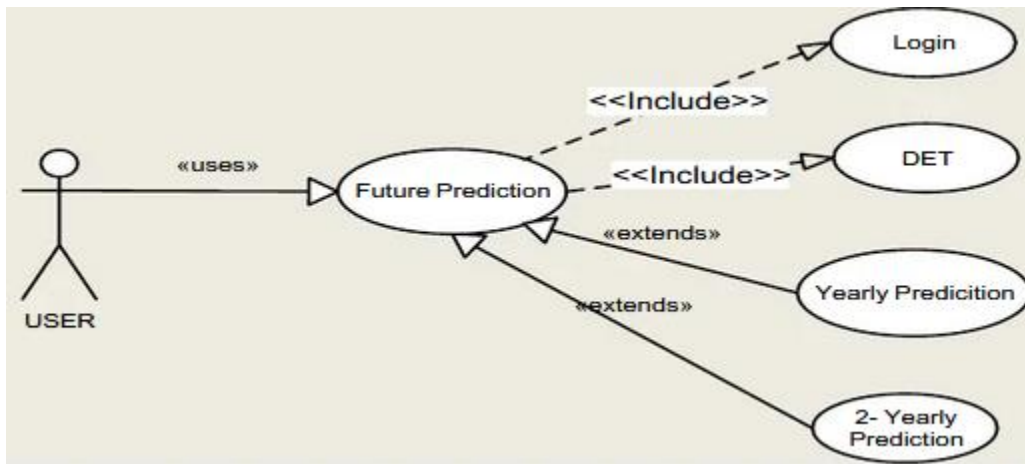 Login
<<Include>>
«uses»
DET
<<Include>>
Future Prediction
«extends»
Yearly Predicition
«extends»
USER
2- Yearly
Prediction